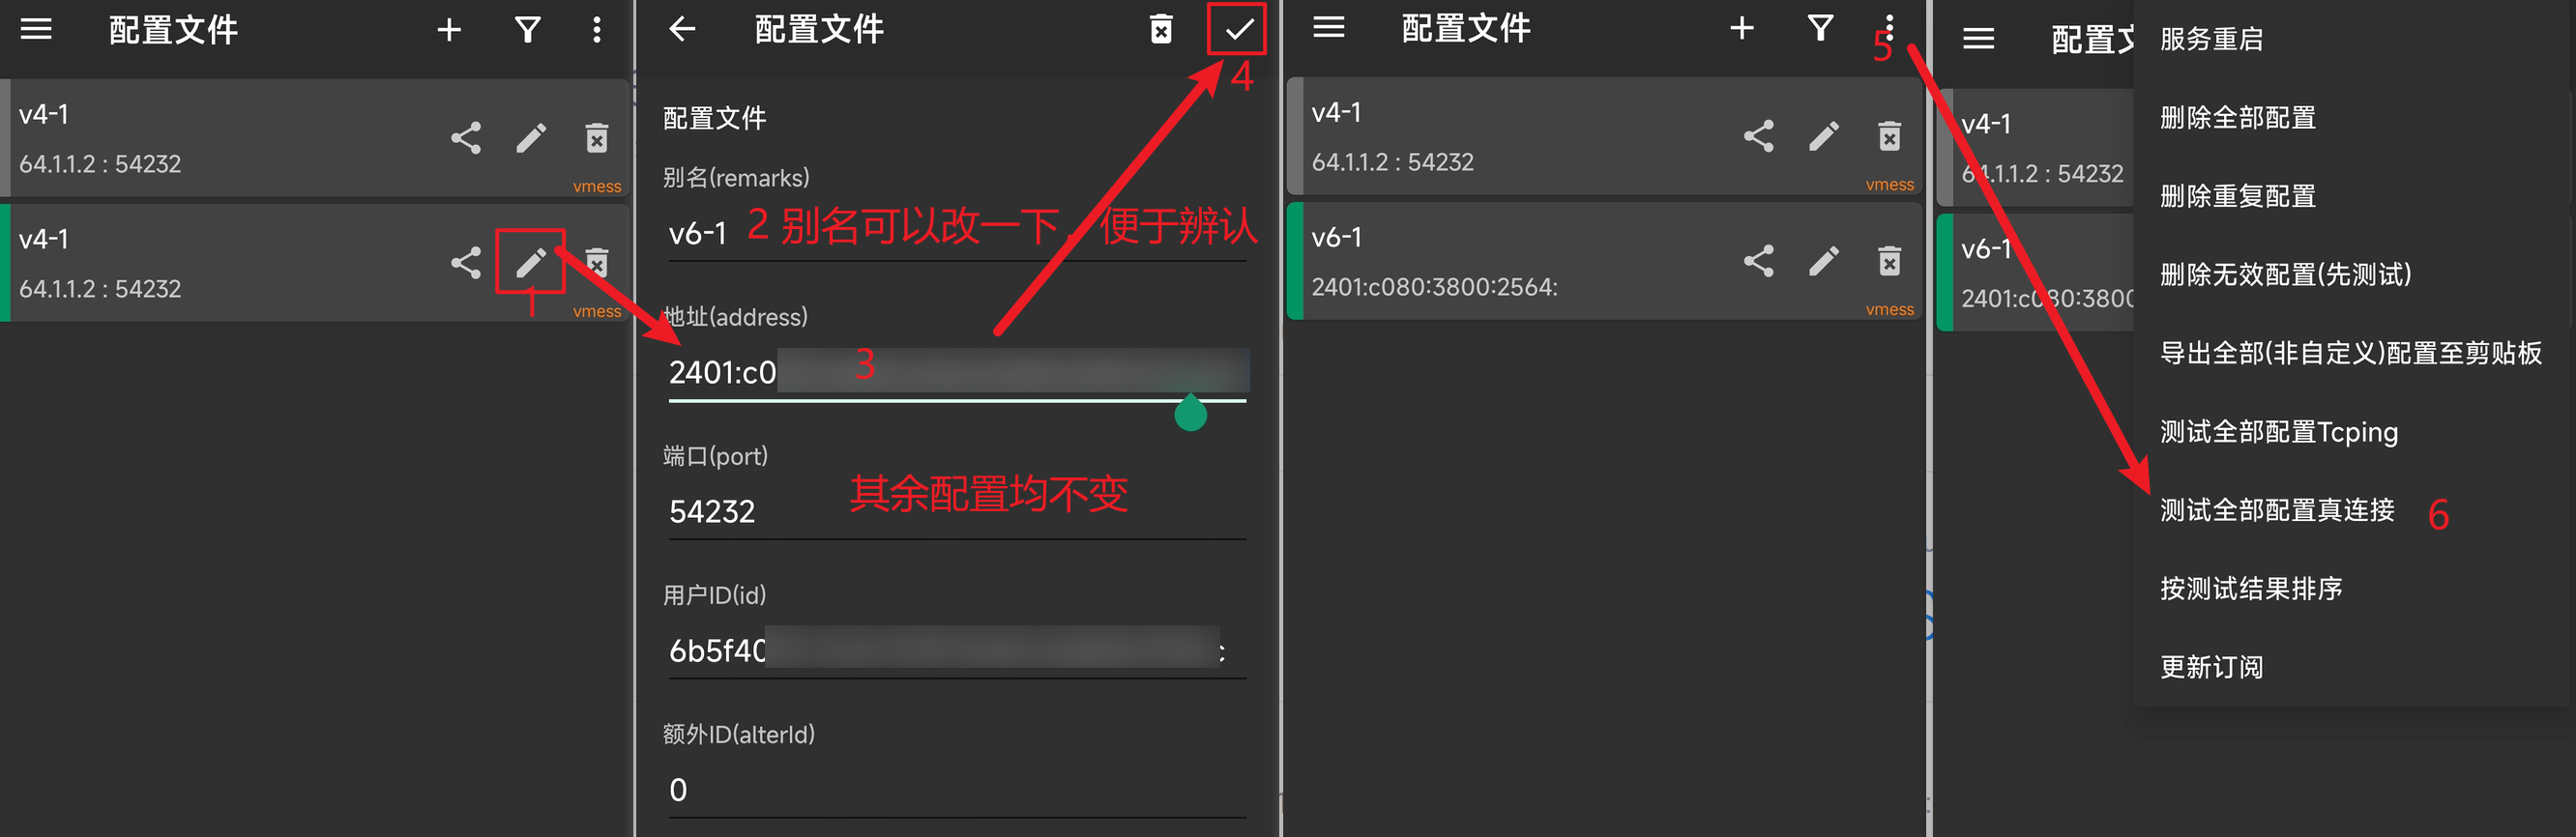 配置文件
v4-1
64.1.1.2 : 54232
vmess
v4-1
64.1.1.2 : 54232
1
vmess
配置文件
4
配置文件
别名(remarks)
v6-1
2 别名可以改一下，便于辨认
地址(address)
2401:c0
3
端口(port)
54232
其余配置均不变
用户ID(id)
6b5f40
额外ID(alterId)
0
配置文件
5
v4-1
64.1.1.2 : 54232
vmess
v6-1
2401:c080:3800:2564:
vmess
配置文
v4-1
64.1.1.2 : 54232
v6-1
2401:c080:3800
服务重启
删除全部配置
删除重复配置
删除无效配置(先测试)
导出全部(非自定义)配置至剪贴板
测试全部配置Tcping
测试全部配置真连接
6
按测试结果排序
更新订阅